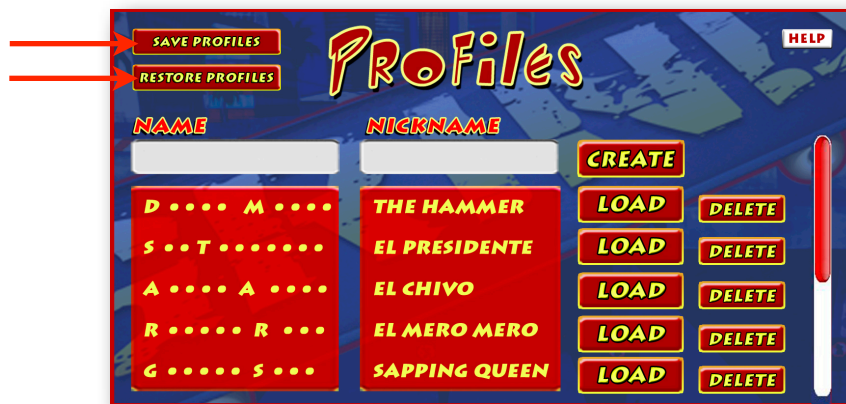 SAVE PROFILES
PROFILES
HELP
RESTORE PROFILES
NAME NICKNAME
CREATE
D •••• M •••• THE HAMMER LOAD DELETE
S ••T ••••••• EL PRESIDENTE LOAD DELETE
A •••• A •••• EL CHIVO LOAD DELETE
R ••••• R ••• EL MERO MERO LOAD DELETE
G ••••• S ••• SAPPING QUEEN LOAD DELETE